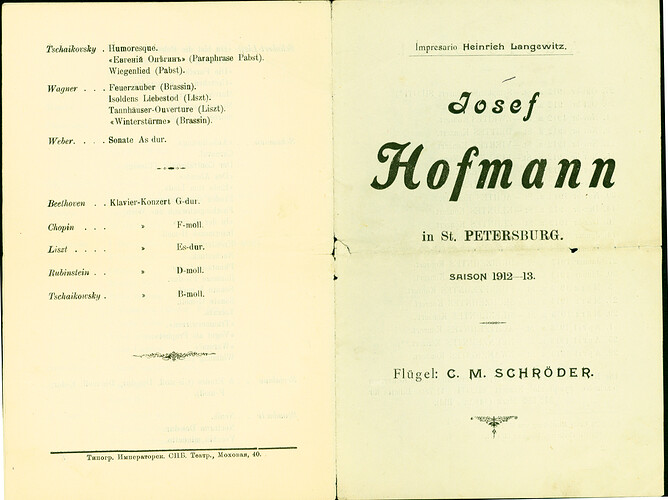 Tschaikovsky . Humoresque.
«Евгеній Онѣгинъ» (Paraphrase Pabst).
Wiegenlied (Pabst).
Wagner . . . Feuerzauber (Brassin).
Isoldens Liebestod (Liszt).
Tannhäuser-Ouverture (Liszt).
«Winterstürme» (Brassin).
Weber. . . . Sonate As dur.
Beethoven . . Klavier-Konzert G-dur.
Chopin . . . » F-moll.
Liszt . . . . » Es-dur.
Rubinstein . . » D-moll.
Tschaikowsky . » B-moll.
Типогр. Императорск. СПБ. Театр., Моховая, 40.
Impresario Heinrich Langewitz.
Josef
Hofmann
in St. PETERSBURG.
SAISON 1912—13.
Flügel: C. M. SCHRÖDER.